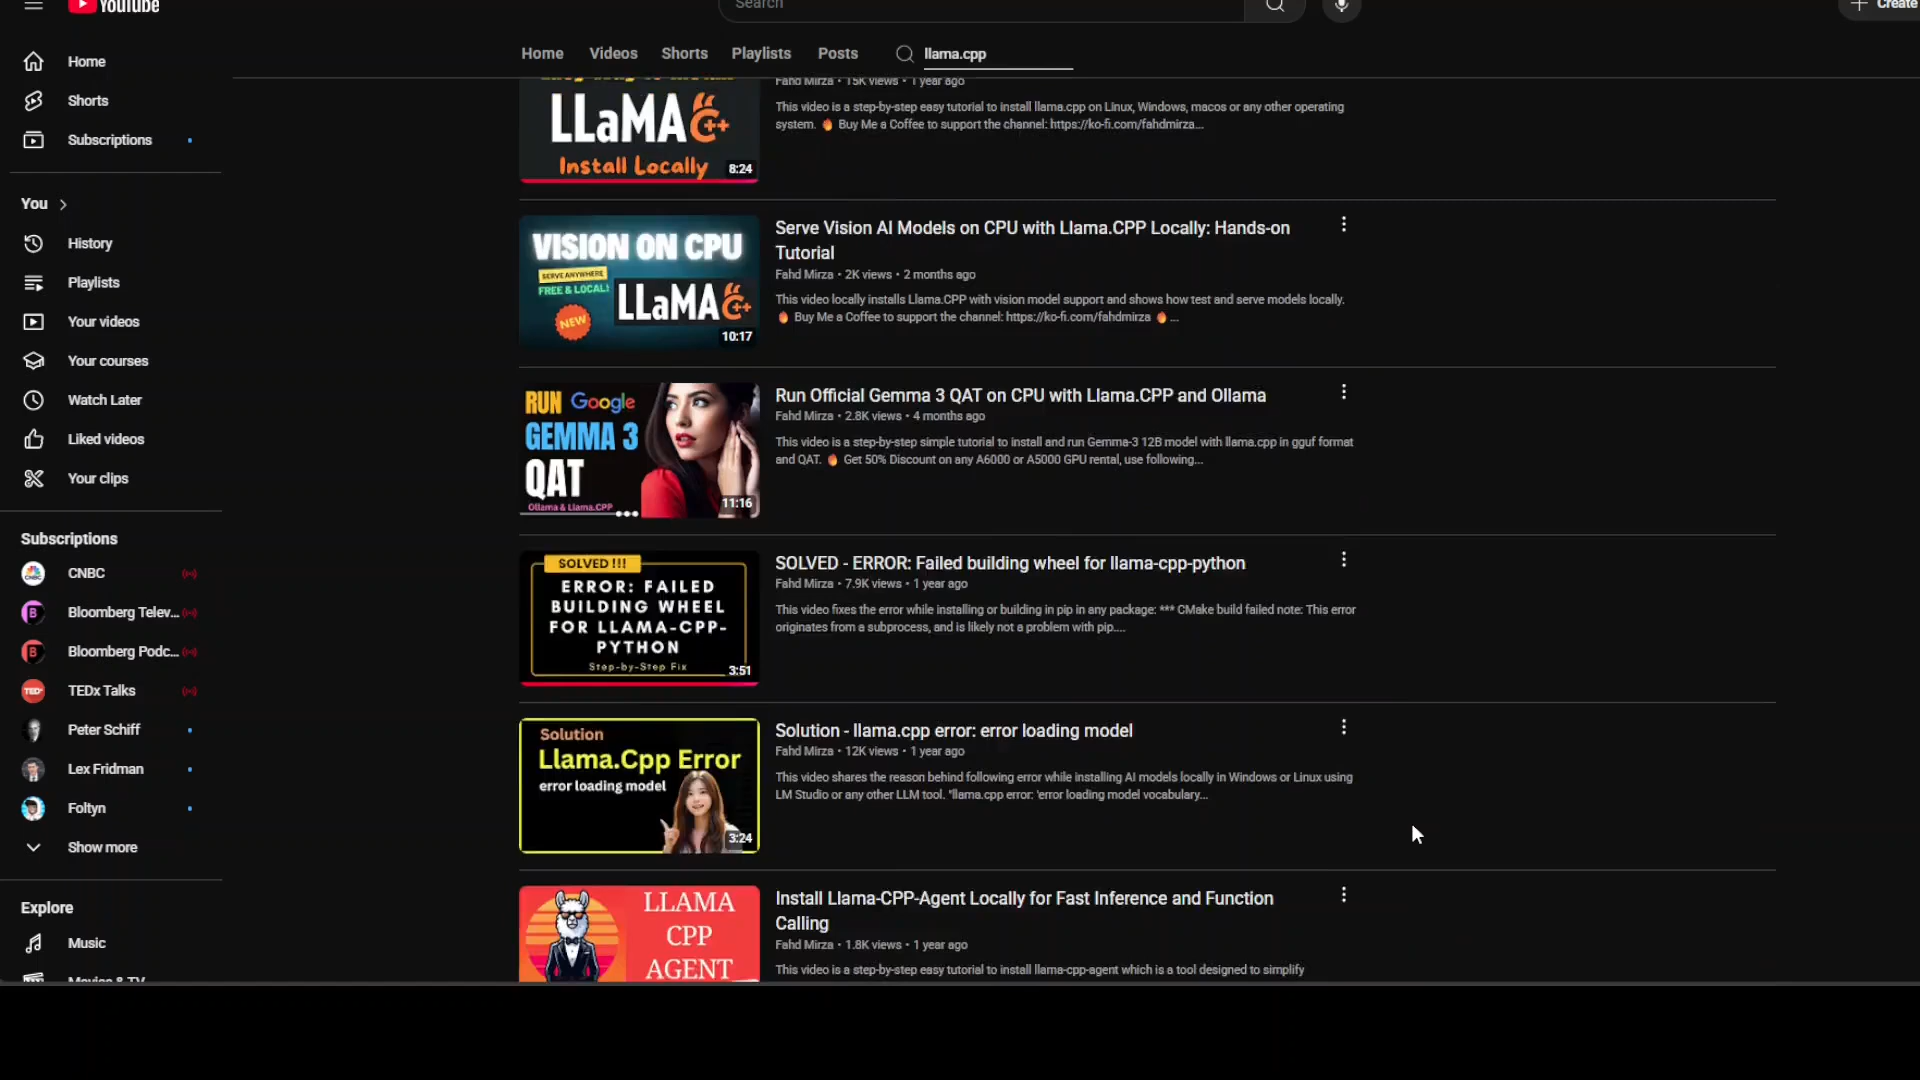 YouTube
Search
Create
Home
Shorts
Subscriptions
You
History
Playlists
Your videos
Your courses
Watch Later
Liked videos
Your clips
Subscriptions
CNBC
Bloomberg Telev...
Bloomberg Podc...
TEDx Talks
Peter Schiff
Lex Fridman
Foltyn
Show more
Explore
Music
Movies & TV
Home Videos Shorts Playlists Posts llama.cpp
LLaMA C++
Install Locally
8:24
Fahd Mirza • 15K views • 1 year ago
This video is a step-by-step easy tutorial to install llama.cpp on Linux, Windows, macos or any other operating
system. 🔥 Buy Me a Coffee to support the channel: https://ko-fi.com/fahdmirza...
VISION ON CPU
SERVE ANYWHERE
FREE & LOCAL!
LLaMA C++
NEW
10:17
Serve Vision AI Models on CPU with Llama.CPP Locally: Hands-on
Tutorial
Fahd Mirza • 2K views • 2 months ago
This video locally installs Llama.CPP with vision model support and shows how test and serve models locally.
🔥 Buy Me a Coffee to support the channel: https://ko-fi.com/fahdmirza 🔥 ...
RUN Google
GEMMA 3
QAT
Ollama & Llama.CPP
11:16
Run Official Gemma 3 QAT on CPU with Llama.CPP and Ollama
Fahd Mirza • 2.8K views • 4 months ago
This video is a step-by-step simple tutorial to install and run Gemma-3 12B model with llama.cpp in gguf format
and QAT. 🔥 Get 50% Discount on any A6000 or A5000 GPU rental, use following...
SOLVED !!!
ERROR: FAILED
BUILDING WHEEL
FOR LLAMA-CPP-
PYTHON
Step-by-Step Fix
3:51
SOLVED - ERROR: Failed building wheel for llama-cpp-python
Fahd Mirza • 7.9K views • 1 year ago
This video fixes the error while installing or building in pip in any package: *** CMake build failed note: This error
originates from a subprocess, and is likely not a problem with pip....
Solution
Llama.Cpp Error
error loading model
3:24
Solution - llama.cpp error: error loading model
Fahd Mirza • 12K views • 1 year ago
This video shares the reason behind following error while installing AI models locally in Windows or Linux using
LM Studio or any other LLM tool. "llama.cpp error: 'error loading model vocabulary...
LLAMA
CPP
AGENT
Install Llama-CPP-Agent Locally for Fast Inference and Function
Calling
Fahd Mirza • 1.8K views • 1 year ago
This video is a step-by-step easy tutorial to install llama-cpp-agent which is a tool designed to simplify